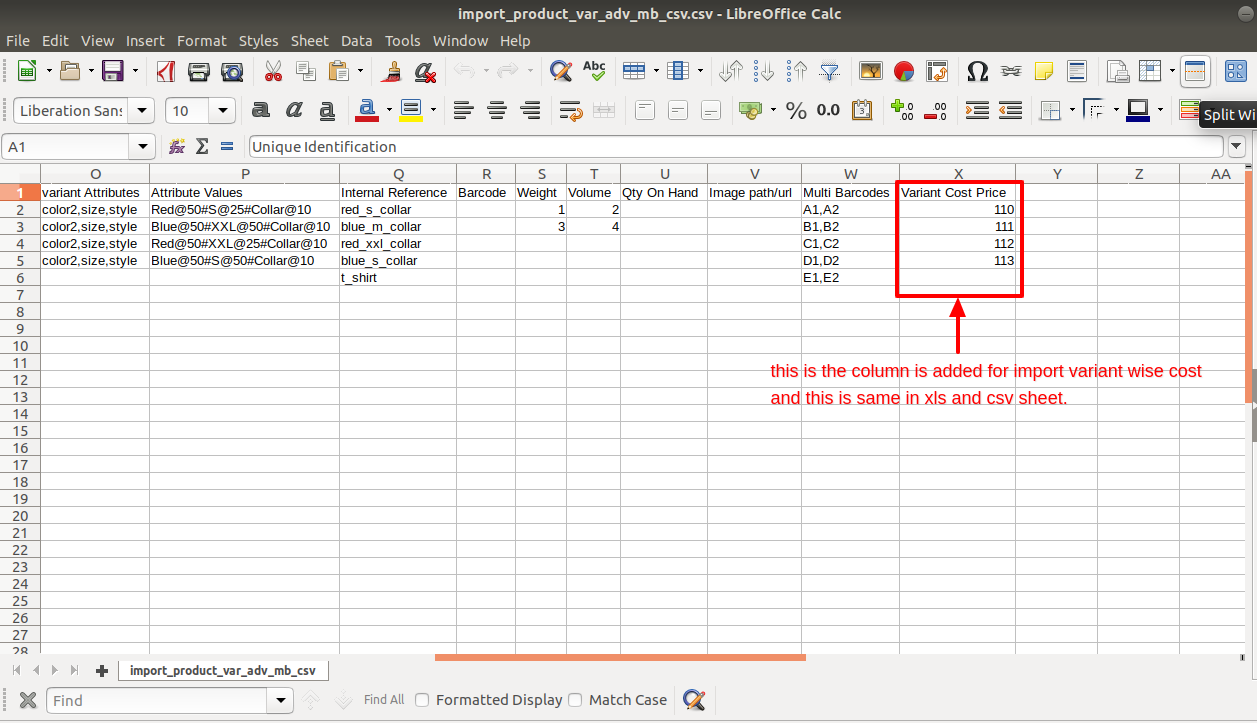 import_product_var_adv_mb_csv.csv - LibreOffice Calc
File Edit View Insert Format Styles Sheet Data Tools Window Help
Abc
Liberation Sans 10 a a a a % 0.0
Split Wi
A1 Unique Identification
O P Q R S T U V W X Y Z AA
1 variant Attributes Attribute Values Internal Reference Barcode Weight Volume Qty On Hand Image path/url Multi Barcodes Variant Cost Price
2 color2,size,style Red@50#S@25#Collar@10 red_s_collar 1 2 A1,A2 110
3 color2,size,style Blue@50#XXL@50#Collar@10 blue_m_collar 3 4 B1,B2 111
4 color2,size,style Red@50#XXL@25#Collar@10 red_xxl_collar C1,C2 112
5 color2,size,style Blue@50#S@50#Collar@10 blue_s_collar D1,D2 113
6 t_shirt E1,E2
7
8
9
10
11
this is the column is added for import variant wise cost
12
13
and this is same in xls and csv sheet.
14
15
16
17
18
19
20
21
22
23
24
25
26
27
28
import_product_var_adv_mb_csv
Find Find All Formatted Display Match Case